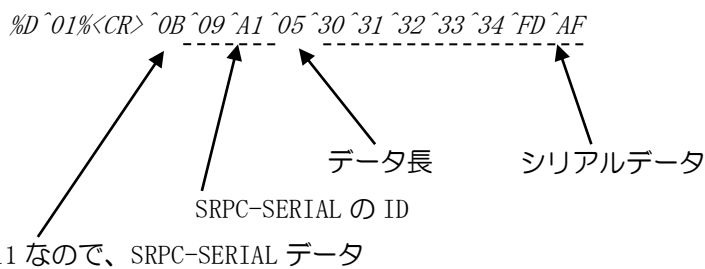 %D^01%<CR>^0B^09^A1^05^30^31^32^33^34^FD^AF
データ長
シリアルデータ
SRPC-SERIAL の ID
11 なので、SRPC-SERIAL データ